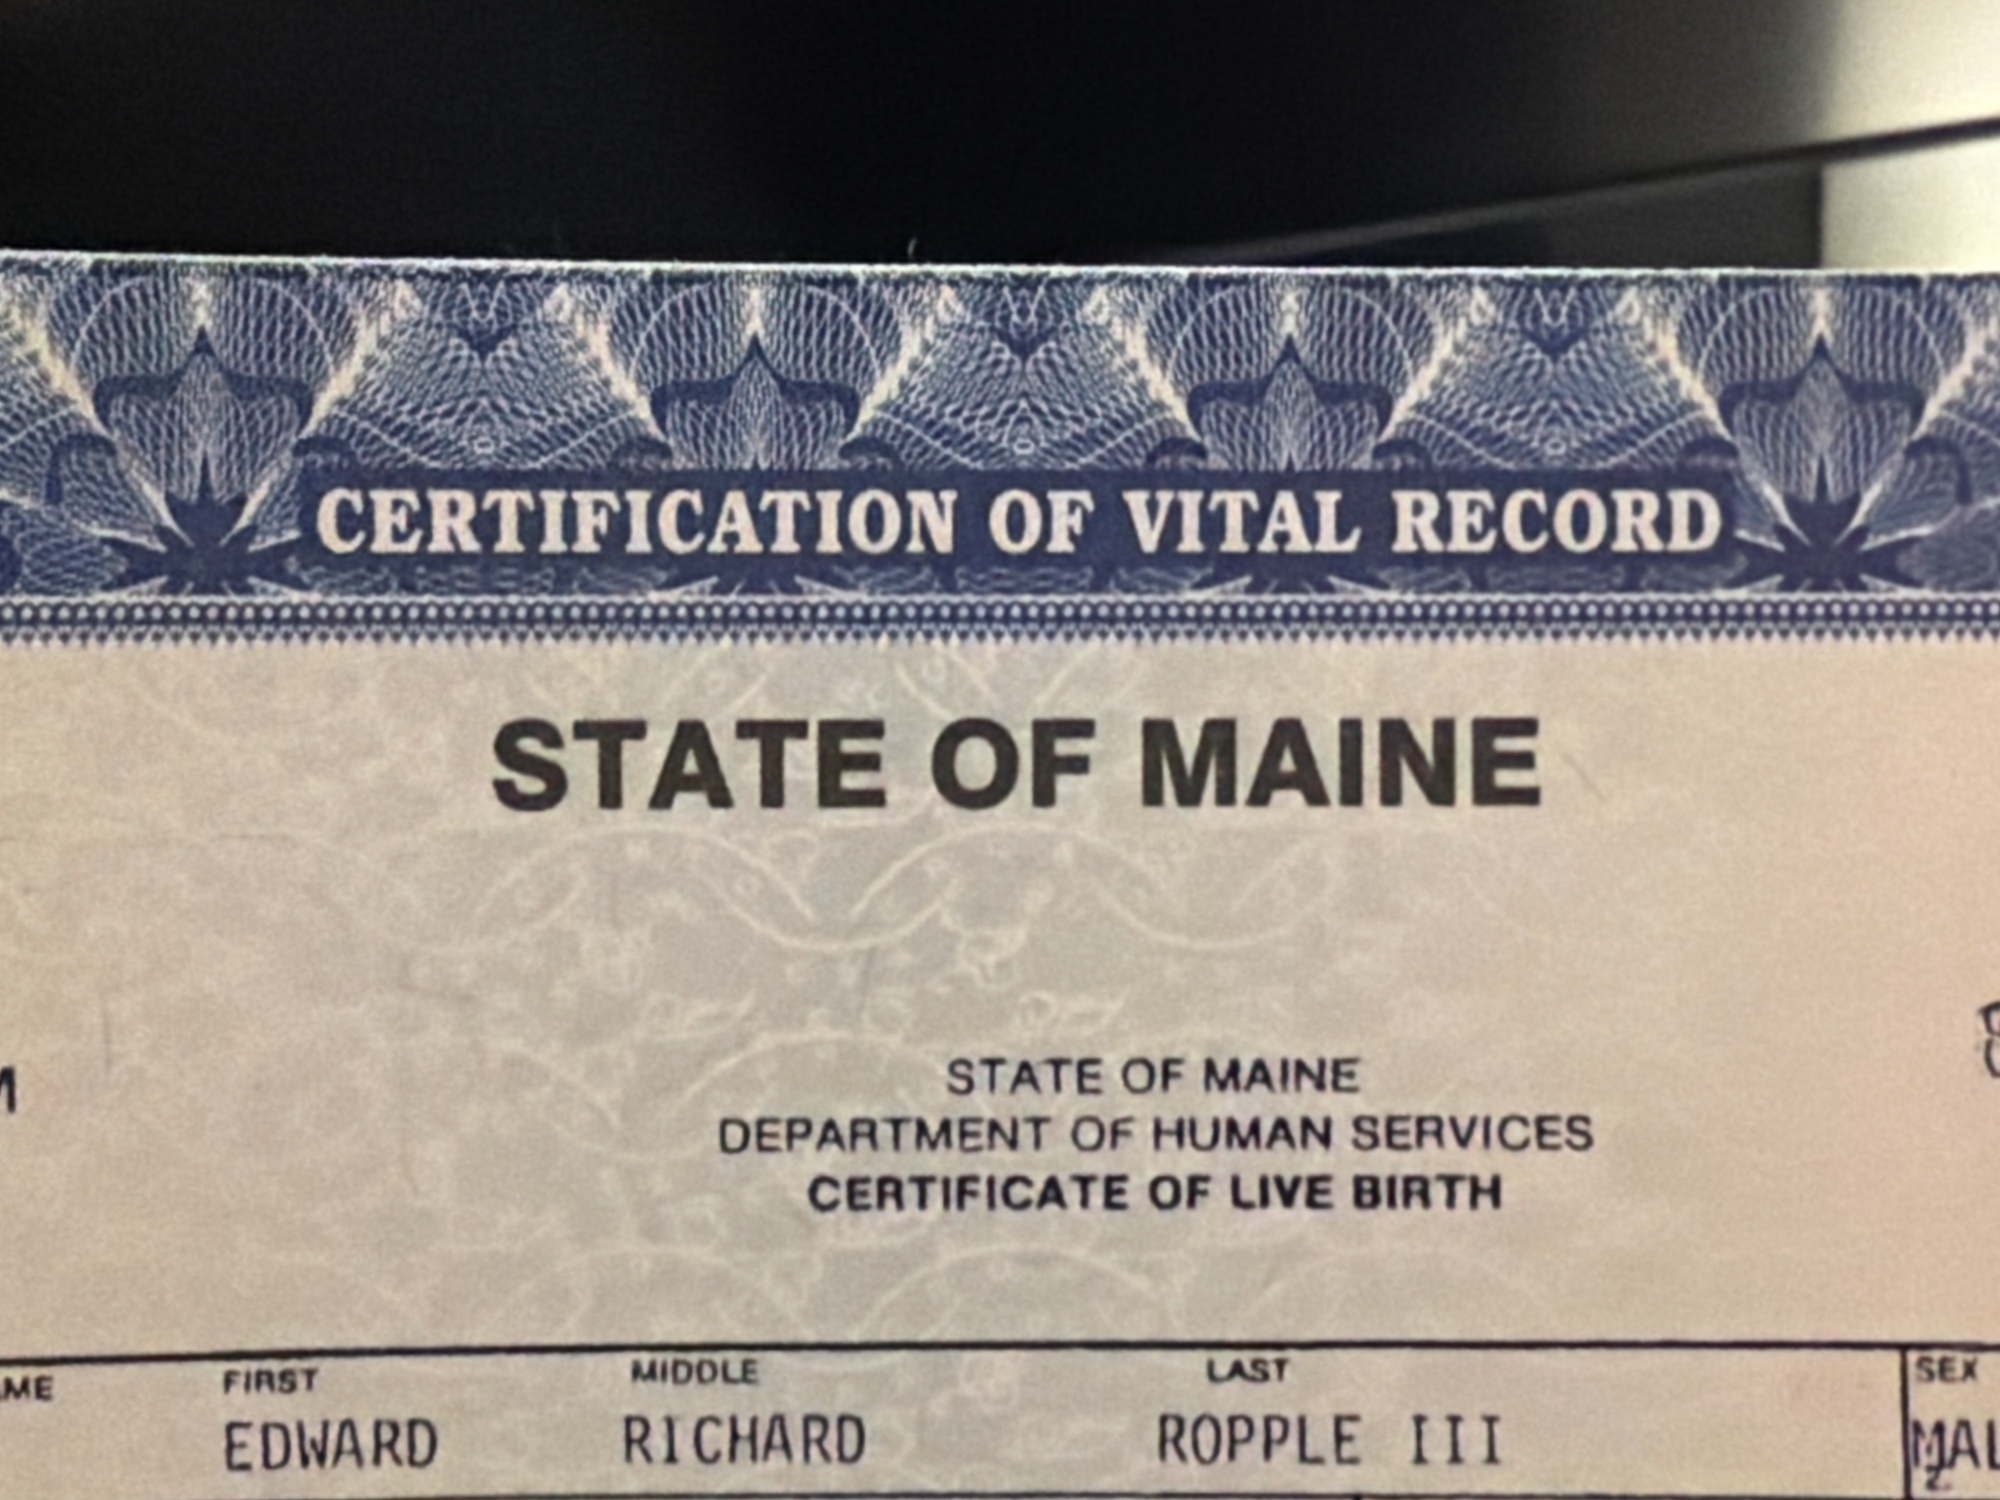 CERTIFICATION OF VITAL RECORD
STATE OF MAINE
STATE OF MAINE
DEPARTMENT OF HUMAN SERVICES
CERTIFICATE OF LIVE BIRTH
FIRST MIDDLE LAST SEX
EDWARD RICHARD ROPPLE III